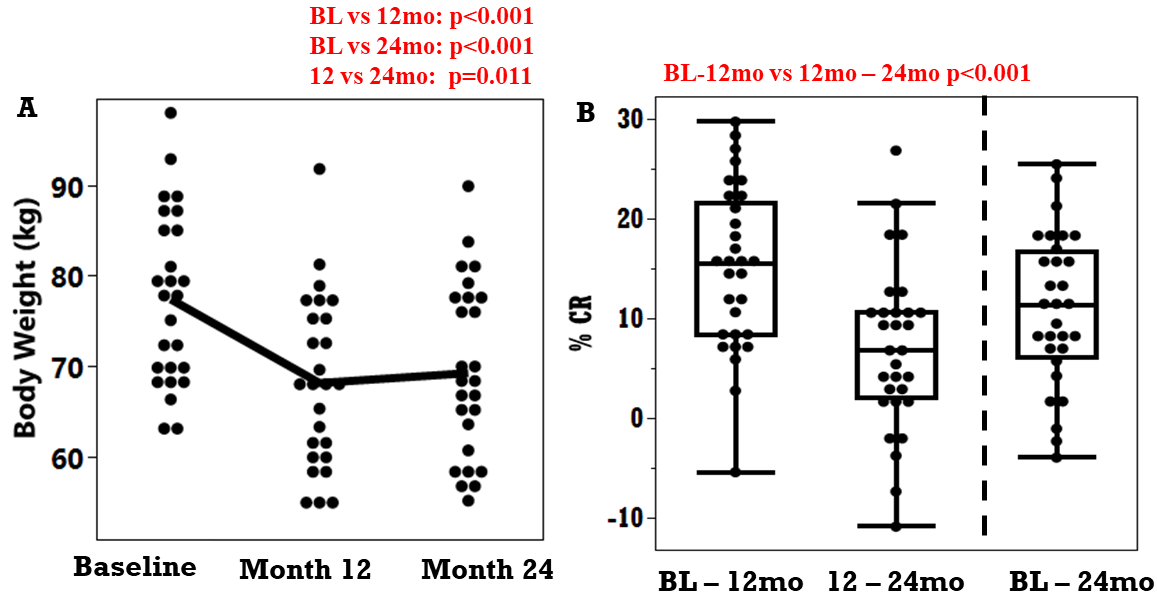 BL vs 12mo: p<0.001
BL vs 24mo: p<0.001
12 vs 24mo: p=0.011
A
Body Weight (kg)
90
80
70
60
Baseline
Month 12
Month 24
BL-12mo vs 12mo – 24mo p<0.001
B
% CR
30
20
10
0
-10
BL – 12mo
12 – 24mo
BL – 24mo